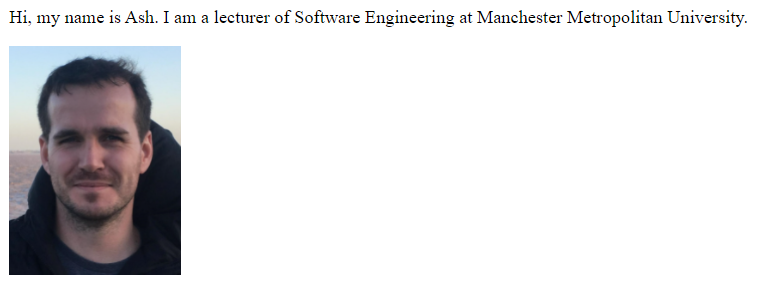 Hi, my name is Ash. I am a lecturer of Software Engineering at Manchester Metropolitan University.